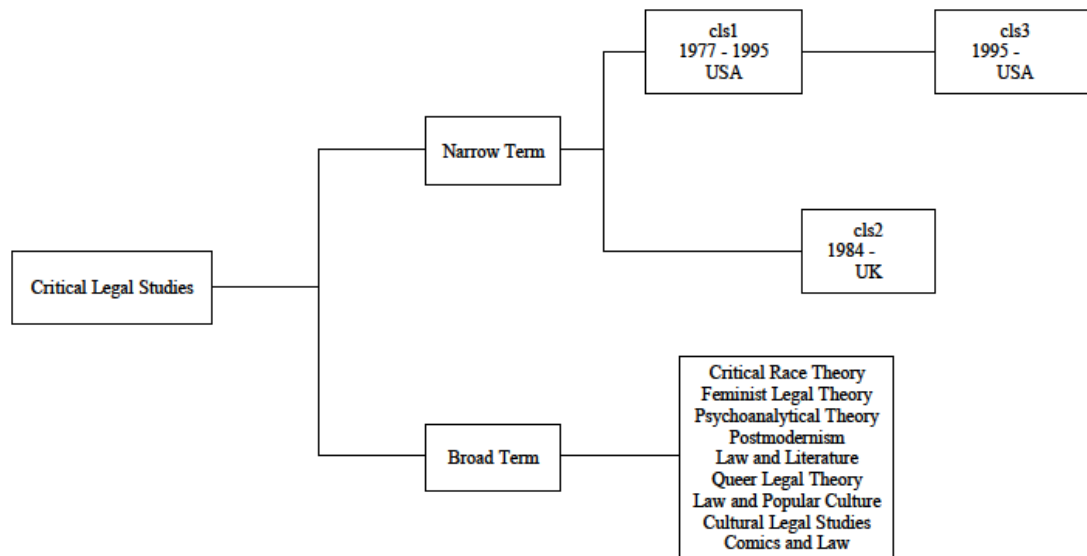 cls1
1977 - 1995
USA
cls3
1995 -
USA
Narrow Term
cls2
1984 -
UK
Critical Legal Studies
Broad Term
Critical Race Theory
Feminist Legal Theory
Psychoanalytical Theory
Postmodernism
Law and Literature
Queer Legal Theory
Law and Popular Culture
Cultural Legal Studies
Comics and Law